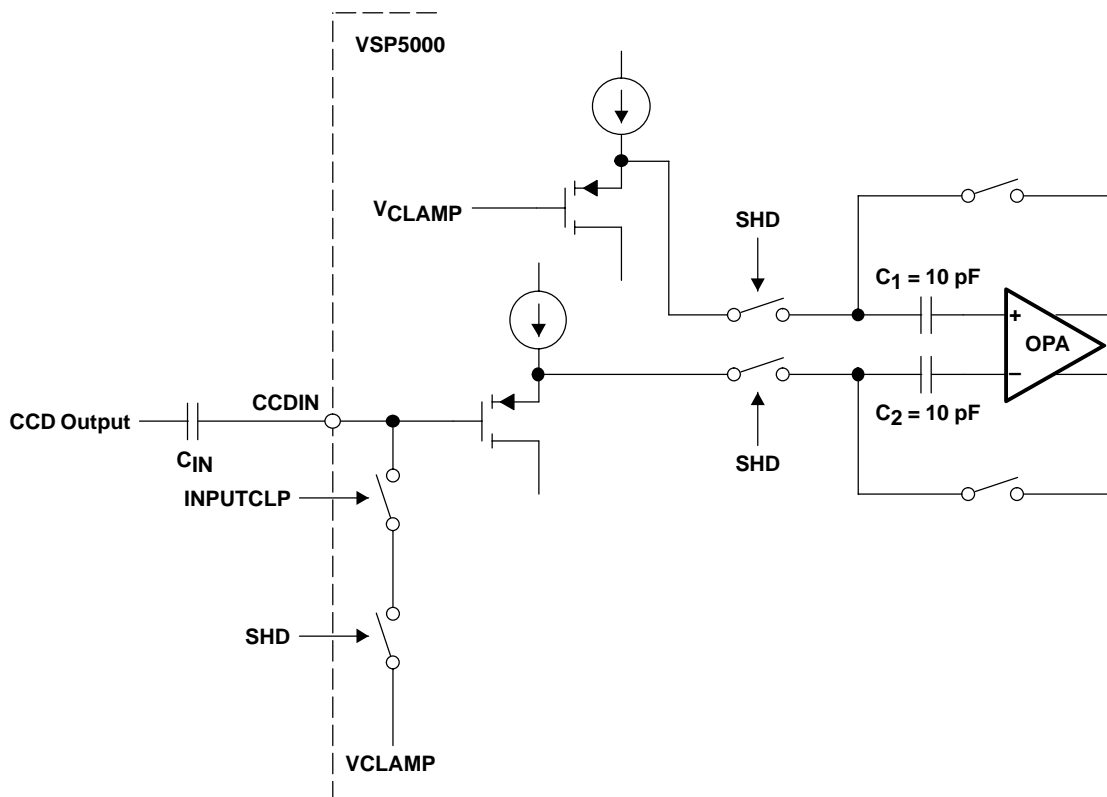 VSP5000
VCLAMP
SHD
C1 = 10 pF
+
OPA
–
C2 = 10 pF
SHD
CCDIN
CCD Output
CIN
INPUTCLP
SHD
VCLAMP